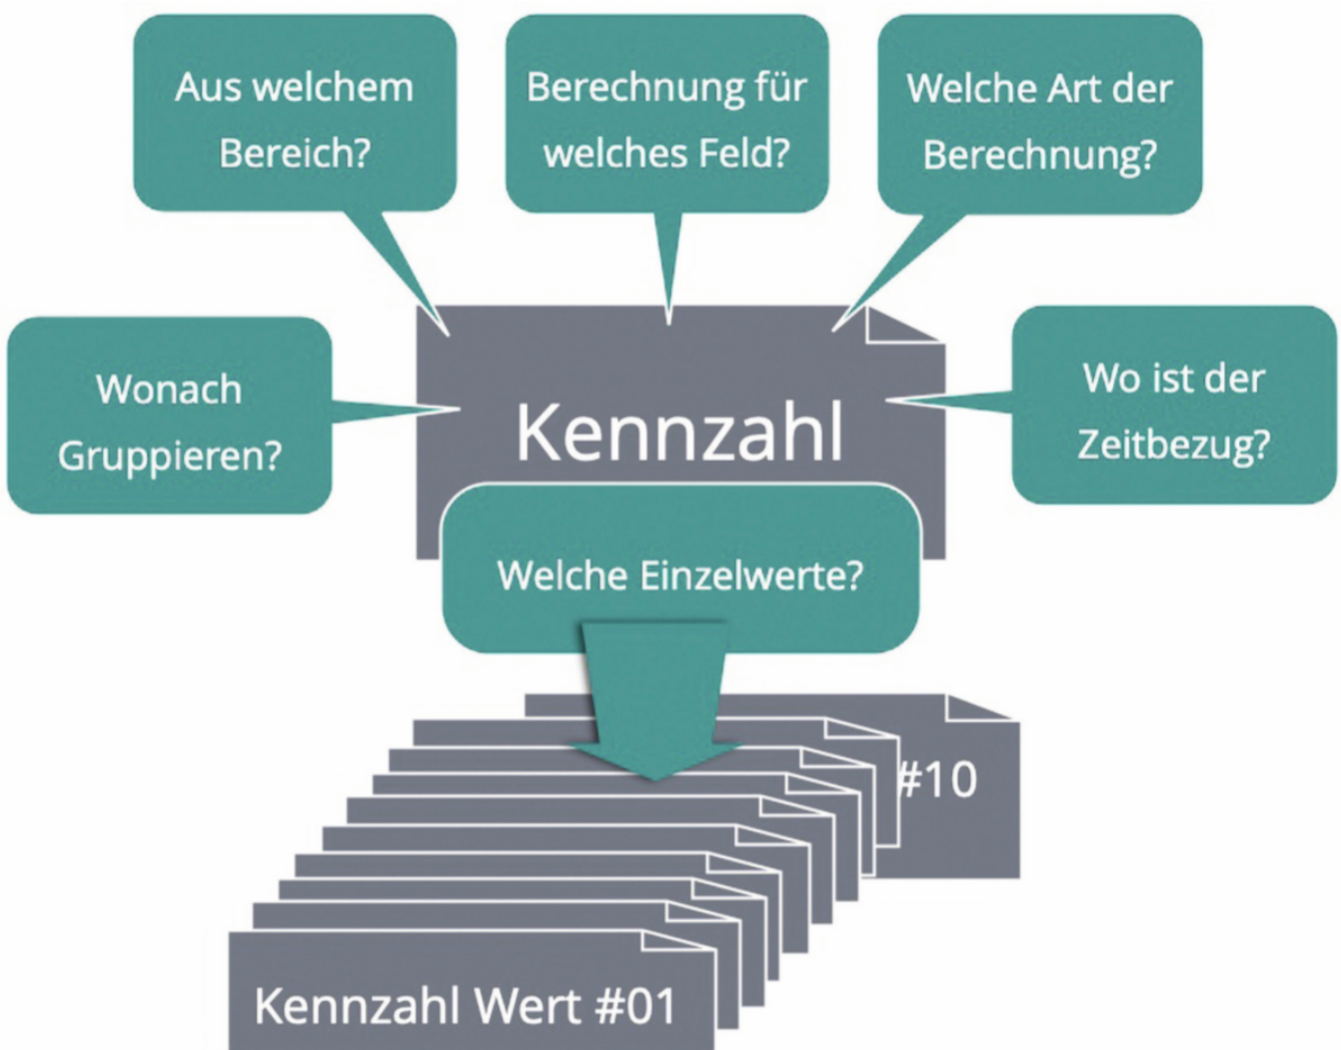 Aus welchem
Bereich?
Berechnung für
welches Feld?
Welche Art der
Berechnung?
Wonach
Gruppieren?
Kennzahl
Wo ist der
Zeitbezug?
Welche Einzelwerte?
#10
Kennzahl Wert #01